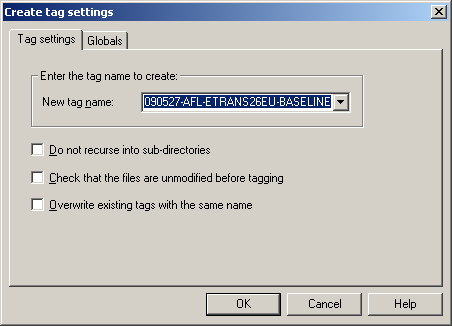 Create tag settings
Tag settings
Globals
Enter the tag name to create:
New tag name:
090527-AFL-ETRANS26EU-BASELINE
Do not recurse into sub-directories
Check that the files are unmodified before tagging
Overwrite existing tags with the same name
OK
Cancel
Help